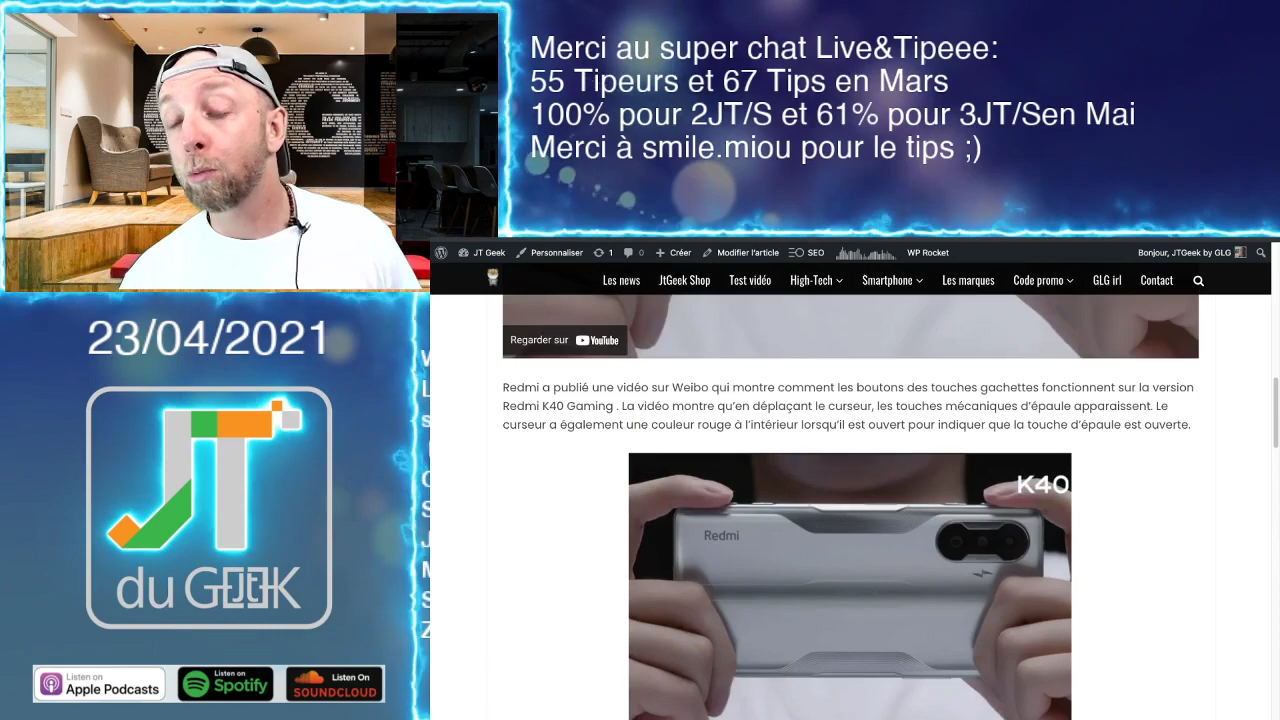 Merci au super chat Live&Tipeee:
55 Tipeurs et 67 Tips en Mars
100% pour 2JT/S et 61% pour 3JT/Sen Mai
Merci à smile.miou pour le tips ;)
JT Geek Personnaliser 1 0 Créer Modifier l'article SEO WP Rocket Bonjour, JTGeek by GLG
Les news JtGeek Shop Test vidéo High-Tech Smartphone Les marques Code promo GLG irl Contact
Regarder sur YouTube
23/04/2021
Redmi a publié une vidéo sur Weibo qui montre comment les boutons des touches gachettes fonctionnent sur la version
Redmi K40 Gaming . La vidéo montre qu'en déplaçant le curseur, les touches mécaniques d'épaule apparaissent. Le
curseur a également une couleur rouge à l'intérieur lorsqu'il est ouvert pour indiquer que la touche d'épaule est ouverte.
K40
Redmi
JT
du GEEK
Listen on
Apple Podcasts
Listen on
Spotify
Listen On
SOUNDCLOUD